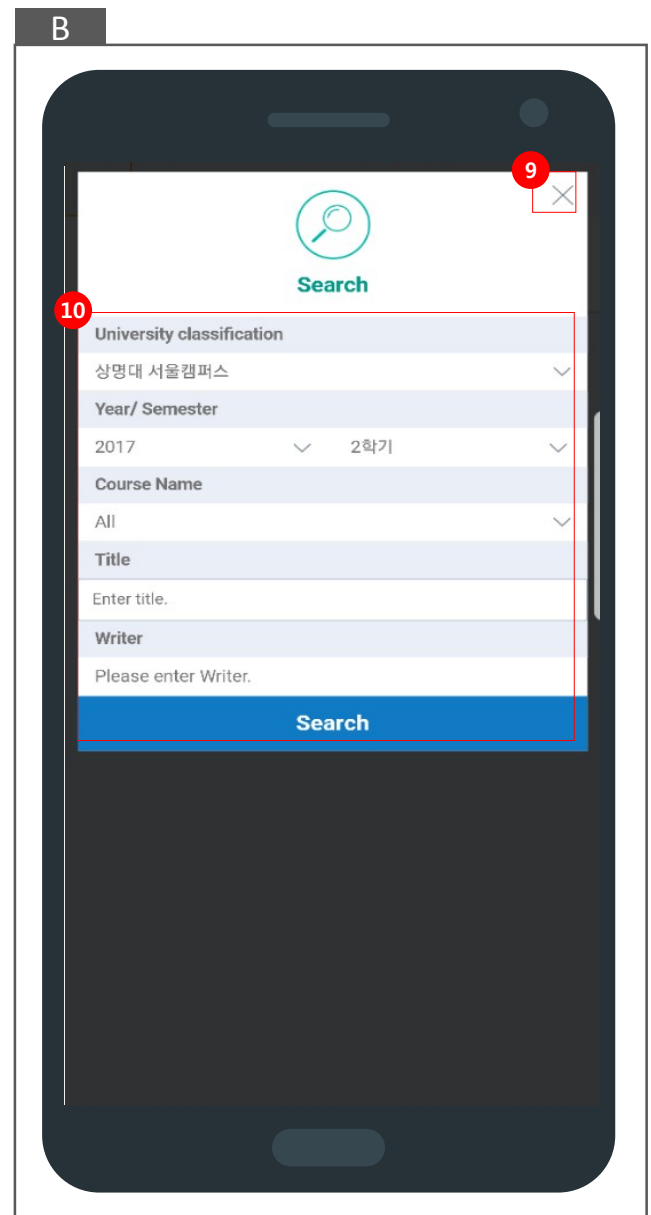 B
9
Search
10
University classification
상명대 서울캠퍼스
Year/ Semester
2017 2학기
Course Name
All
Title
Enter title.
Writer
Please enter Writer.
Search